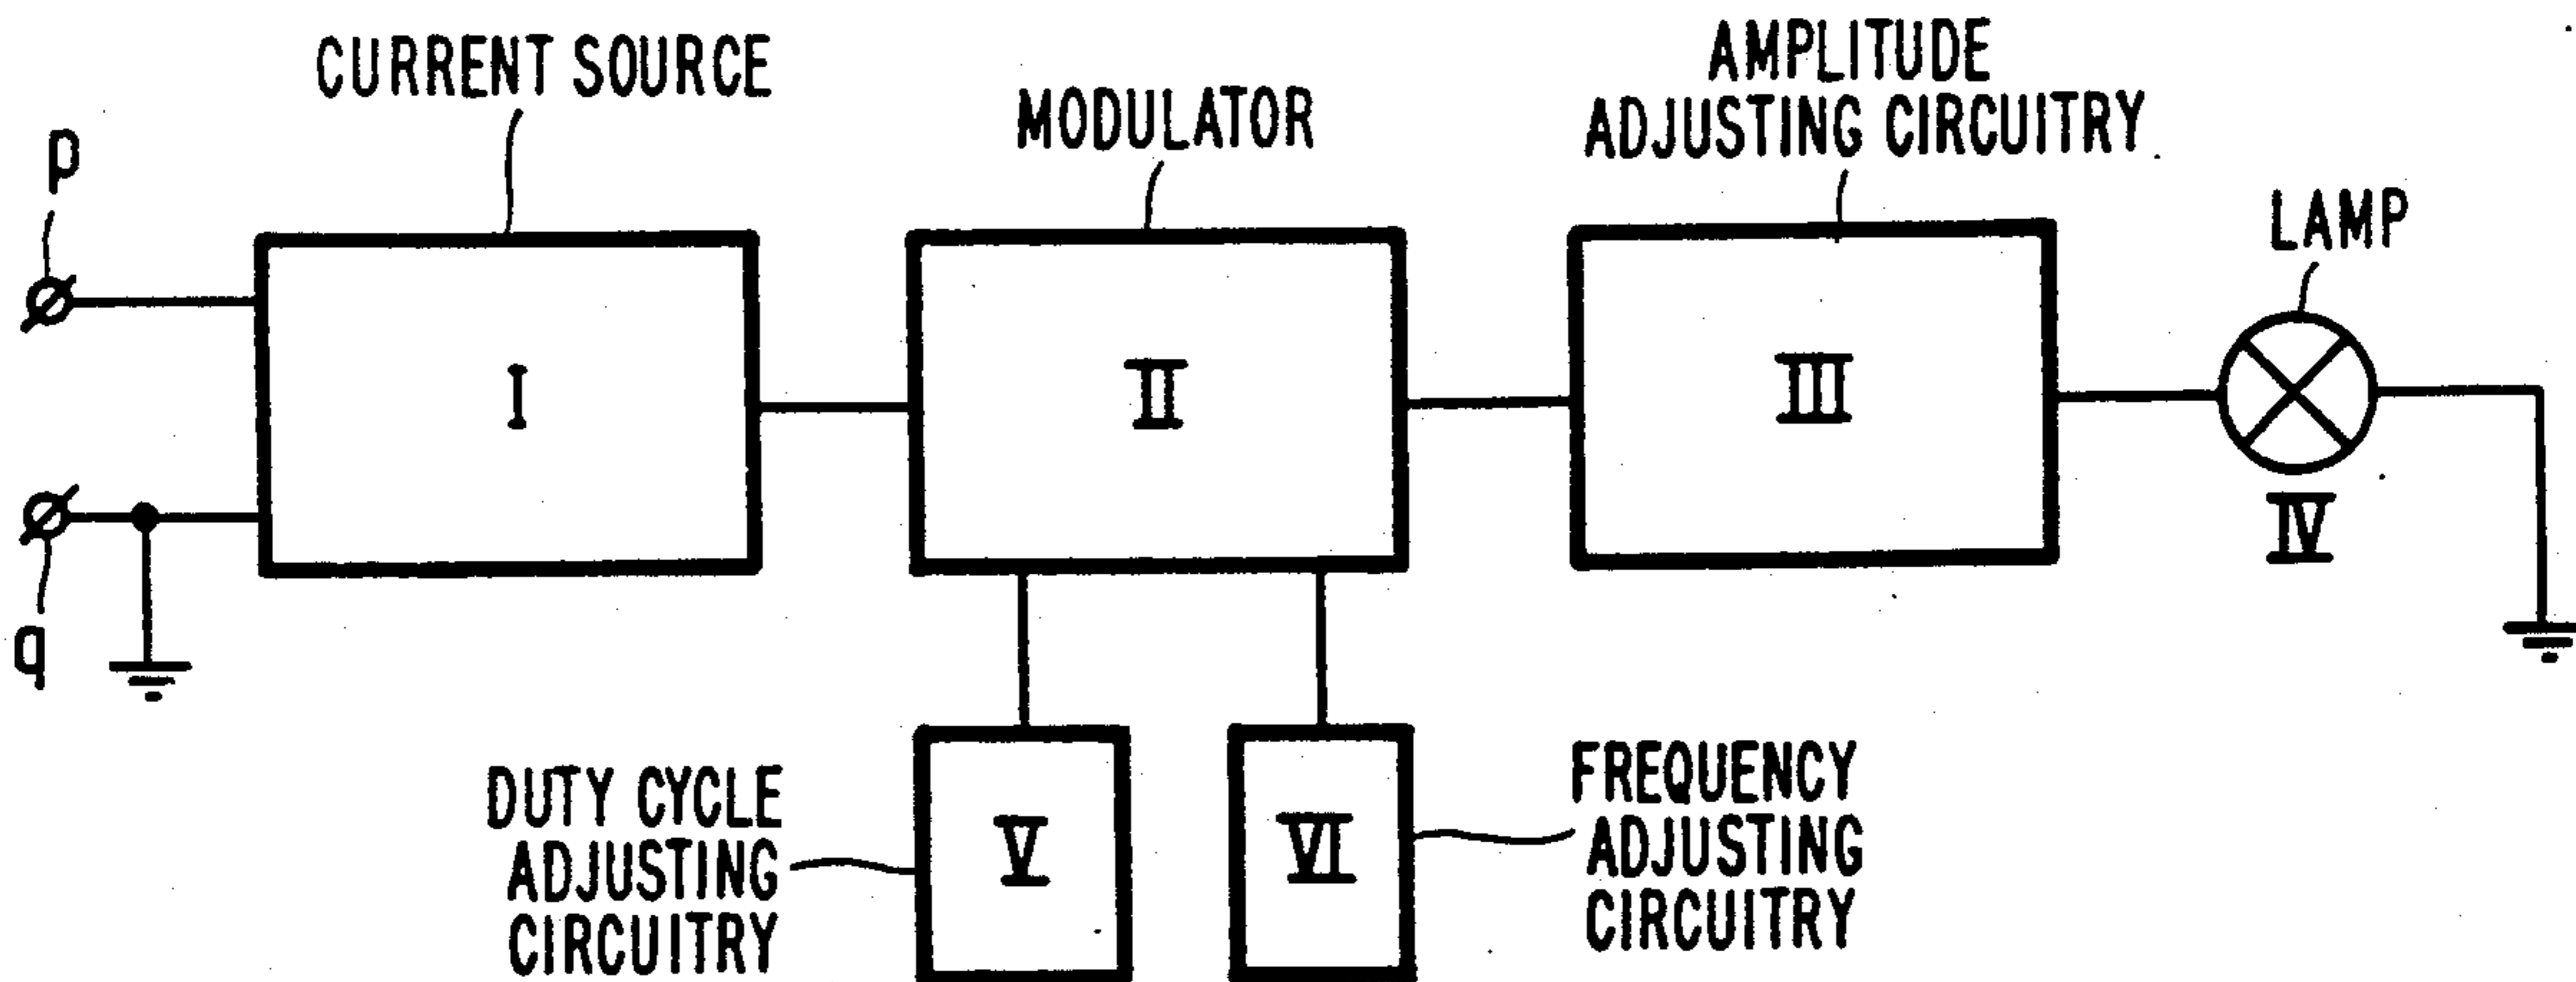 CURRENT SOURCE
MODULATOR
AMPLITUDE
ADJUSTING CIRCUITRY
LAMP
p
q
I
II
III
IV
DUTY CYCLE
ADJUSTING
CIRCUITRY
V
VI
FREQUENCY
ADJUSTING
CIRCUITRY